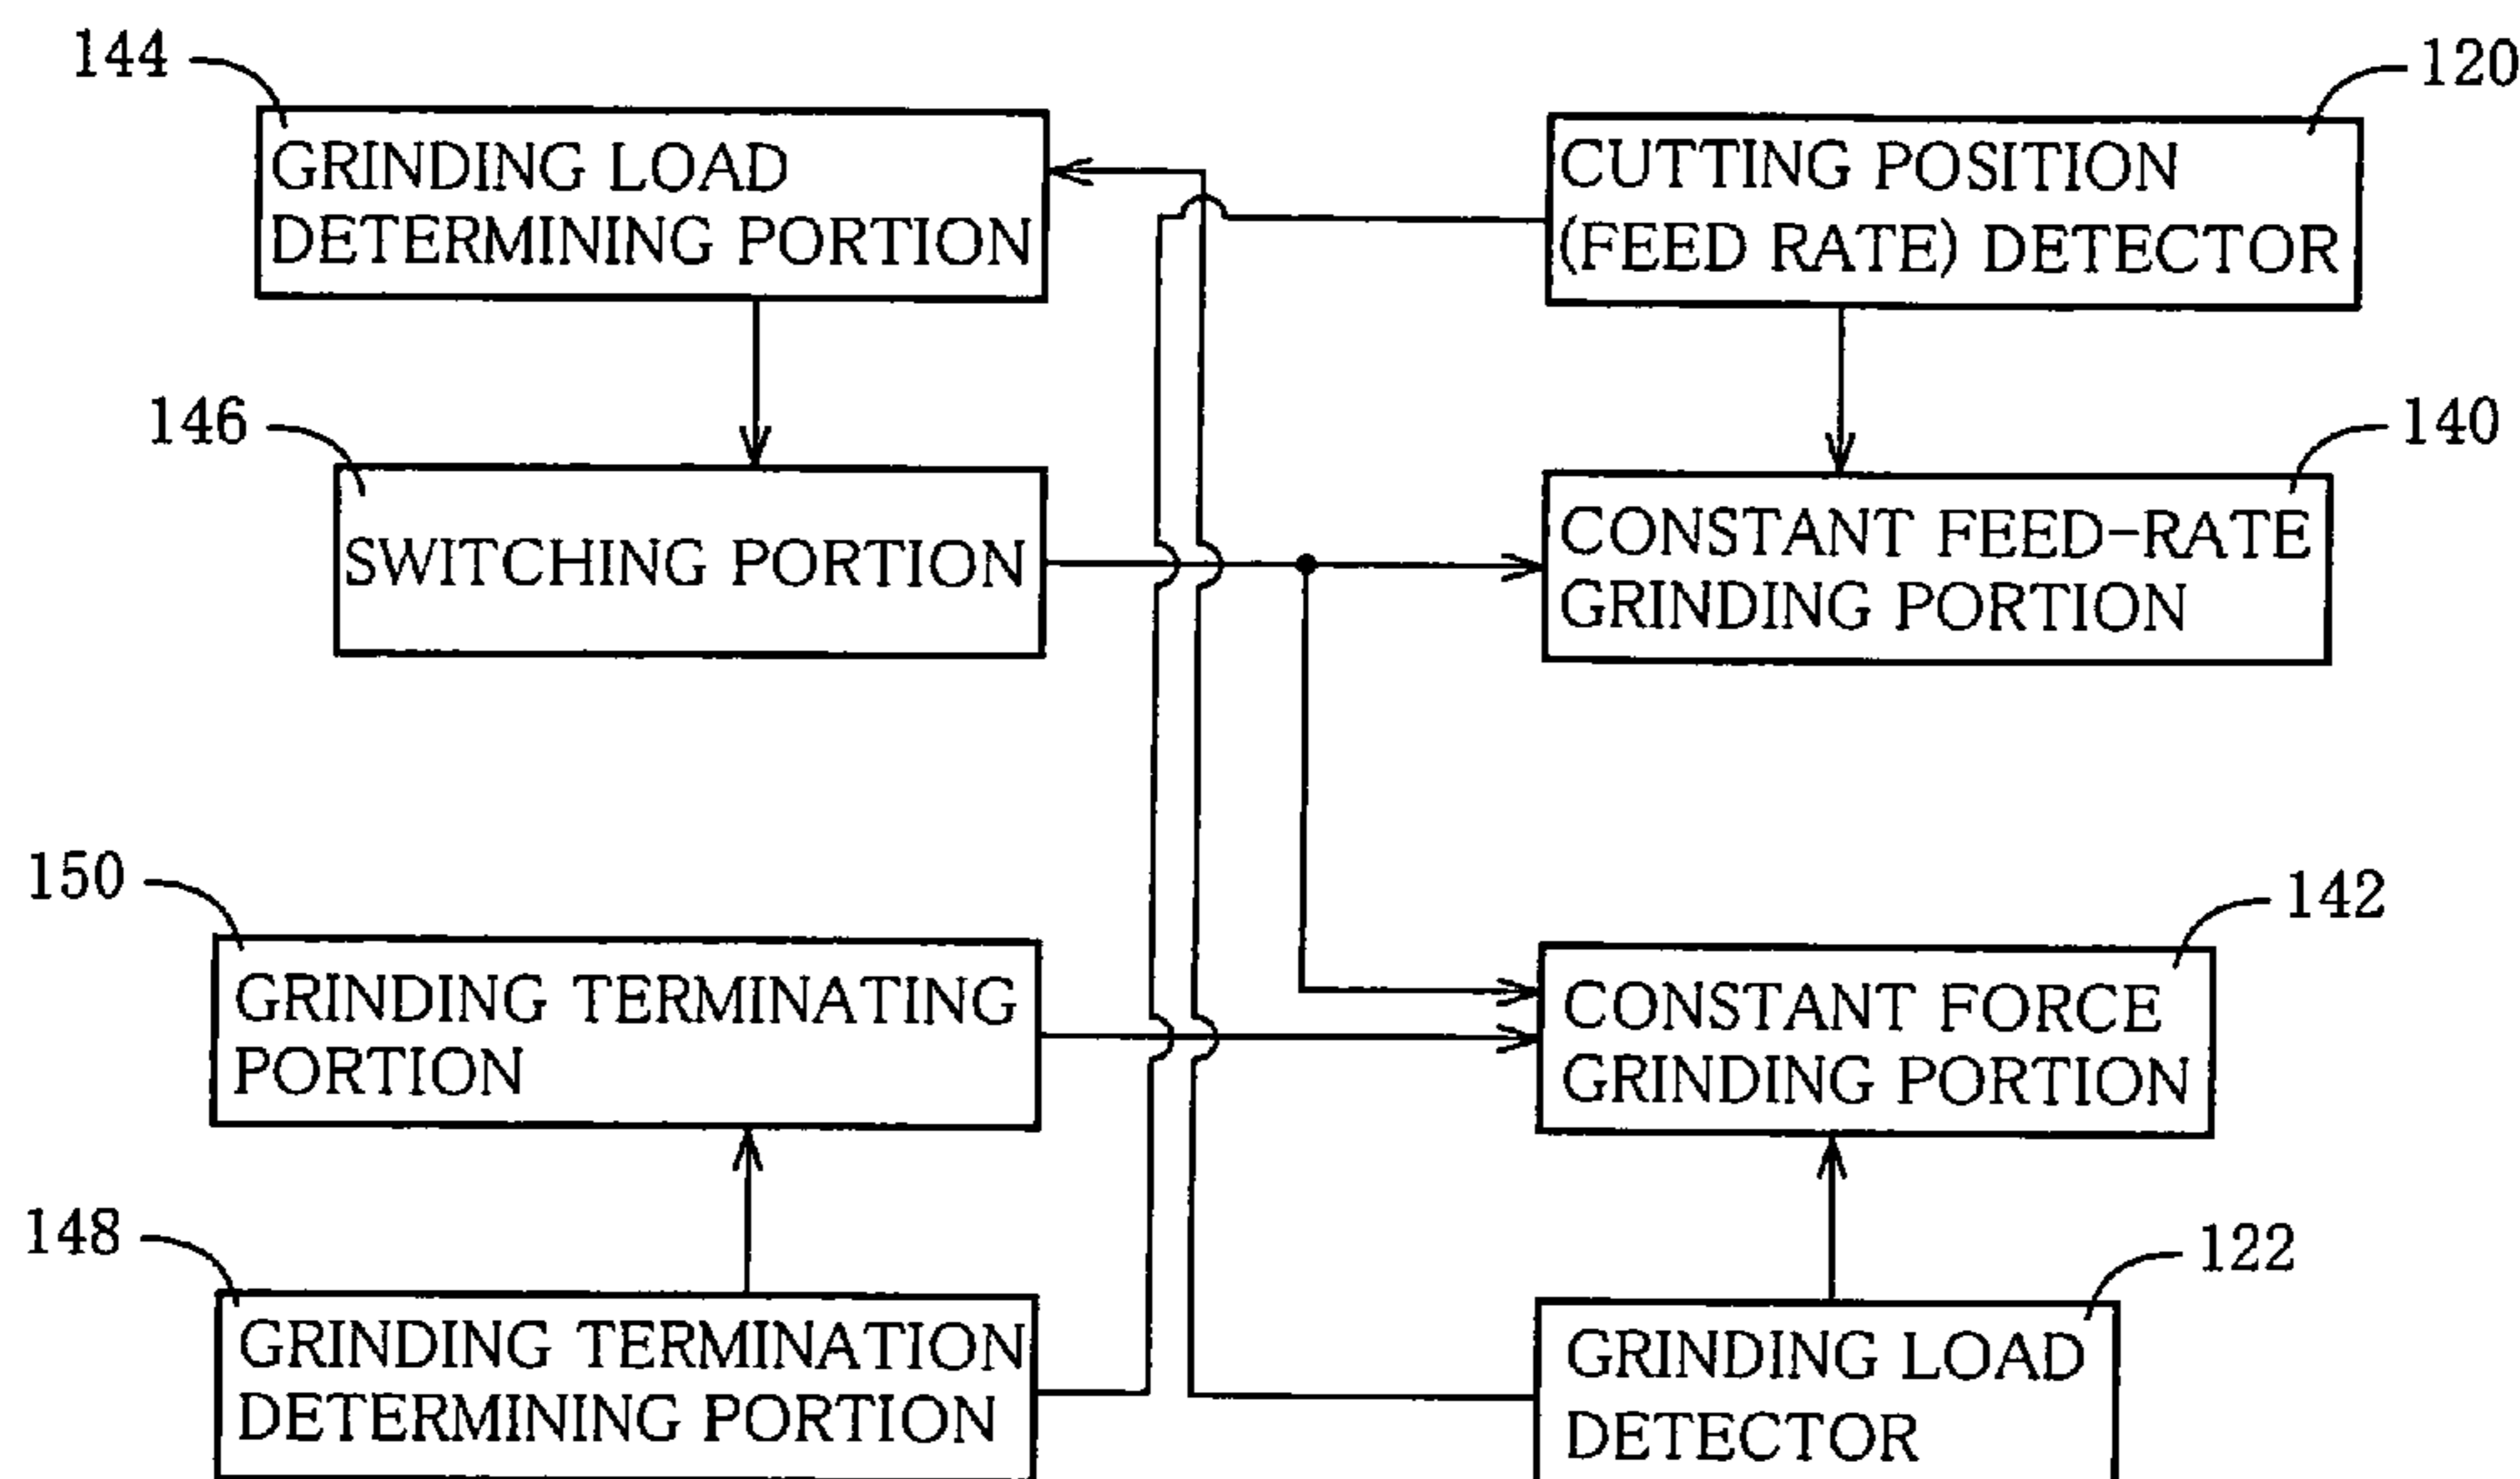 144
GRINDING LOAD
DETERMINING PORTION
120
CUTTING POSITION
(FEED RATE) DETECTOR
146
SWITCHING PORTION
140
CONSTANT FEED-RATE
GRINDING PORTION
150
GRINDING TERMINATING
PORTION
142
CONSTANT FORCE
GRINDING PORTION
148
GRINDING TERMINATION
DETERMINING PORTION
122
GRINDING LOAD
DETECTOR